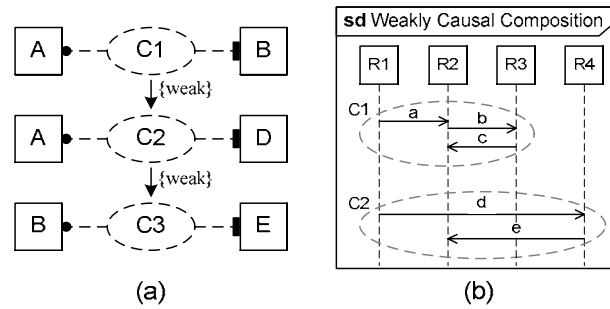 A C1 B
{weak}
A C2 D
{weak}
B C3 E
(a)
sd Weakly Causal Composition
R1 R2 R3 R4
C1 a b
c
C2 d
e
(b)